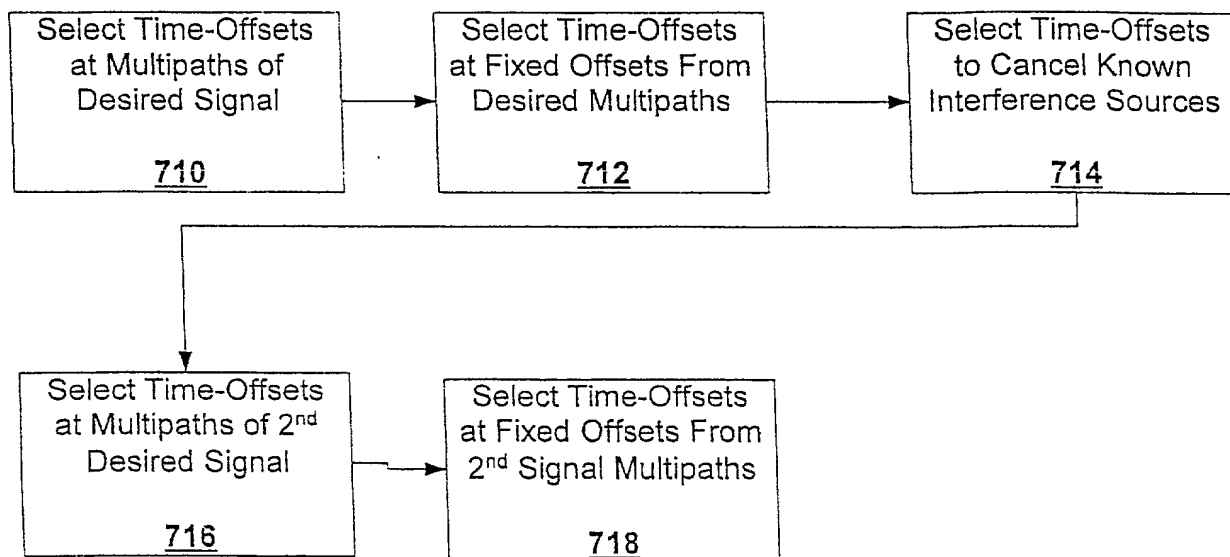 Select Time-Offsets
at Multipaths of
Desired Signal
710
Select Time-Offsets
at Fixed Offsets From
Desired Multipaths
712
Select Time-Offsets
to Cancel Known
Interference Sources
714
Select Time-Offsets
at Multipaths of 2nd
Desired Signal
716
Select Time-Offsets
at Fixed Offsets From
2nd Signal Multipaths
718